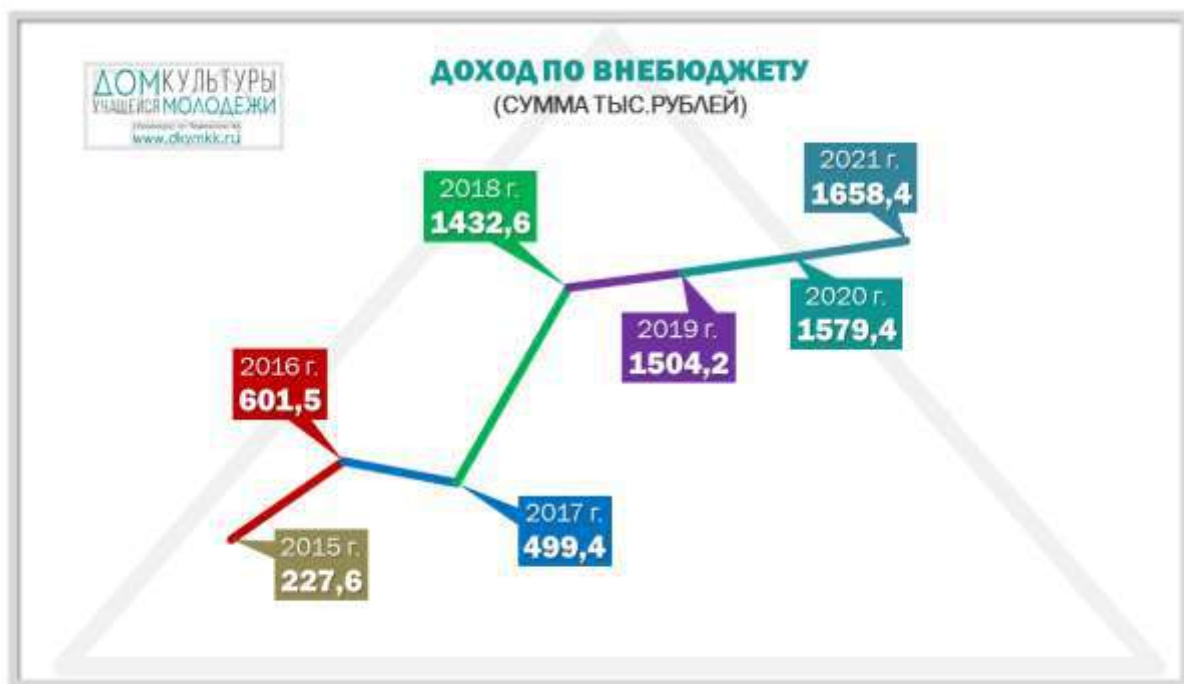 ДОМ КУЛЬТУРЫ
УЧАЩЕЙСЯ МОЛОДЕЖИ
www.dkymkk.ru
ДОХОД ПО ВНЕБЮДЖЕТУ
(СУММА ТЫС.РУБЛЕЙ)
2021 г.
1658,4
2018 г.
1432,6
2020 г.
1579,4
2019 г.
1504,2
2016 г.
601,5
2017 г.
499,4
2015 г.
227,6